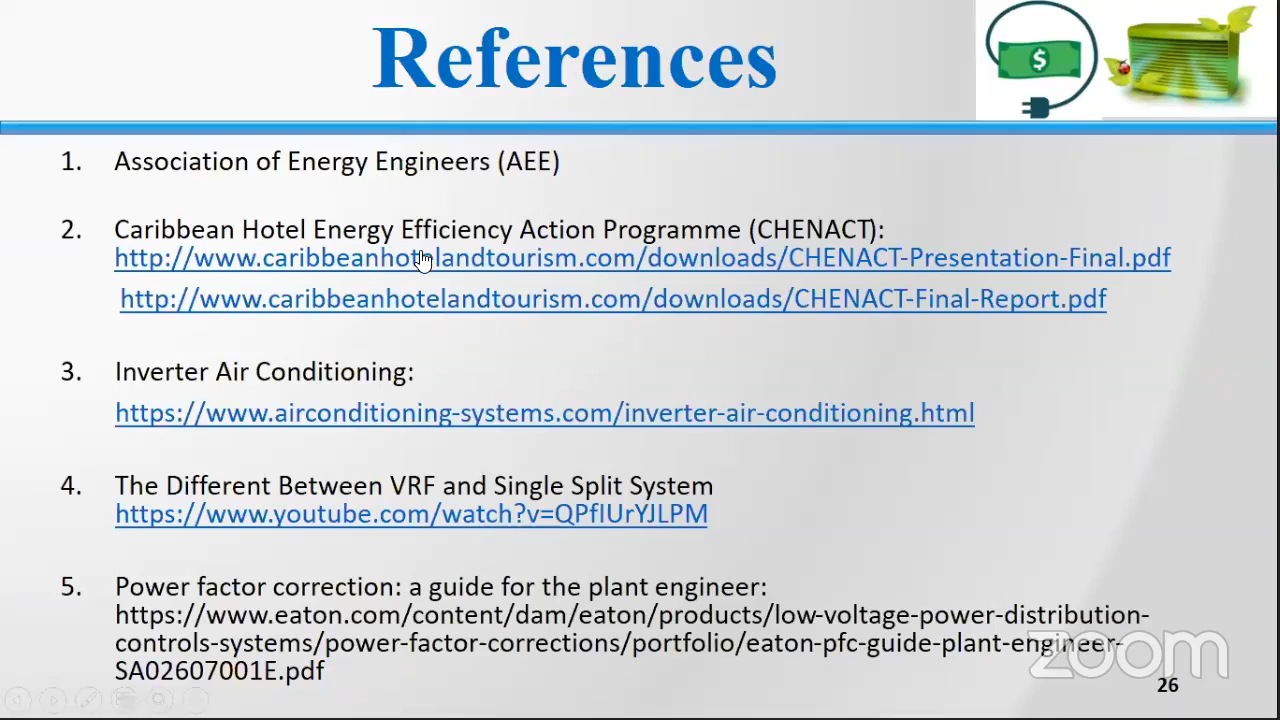 References
1. Association of Energy Engineers (AEE)
2. Caribbean Hotel Energy Efficiency Action Programme (CHENACT):
http://www.caribbeanhotelandtourism.com/downloads/CHENACT-Presentation-Final.pdf
http://www.caribbeanhotelandtourism.com/downloads/CHENACT-Final-Report.pdf
3. Inverter Air Conditioning:
https://www.airconditioning-systems.com/inverter-air-conditioning.html
4. The Different Between VRF and Single Split System
https://www.youtube.com/watch?v=QPfIUrYJLPM
5. Power factor correction: a guide for the plant engineer:
https://www.eaton.com/content/dam/eaton/products/low-voltage-power-distribution-
controls-systems/power-factor-corrections/portfolio/eaton-pfc-guide-plant-engineer-
SA02607001E.pdf
zoom
26
$